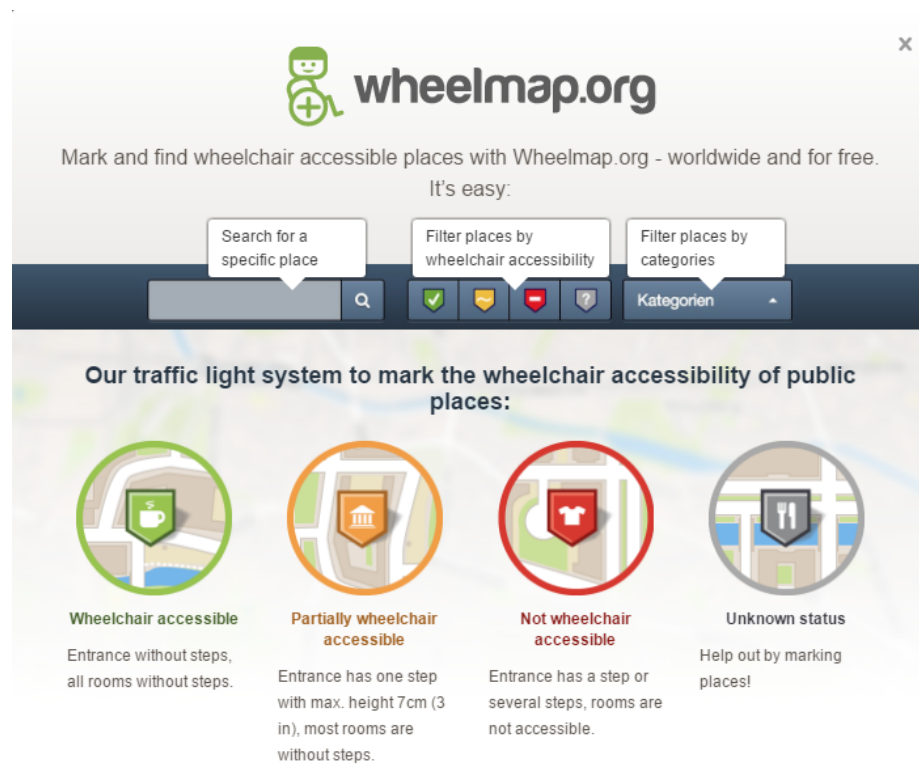 x
wheelmap.org
Mark and find wheelchair accessible places with Wheelmap.org - worldwide and for free.
It's easy:
Search for a
specific place
Filter places by
wheelchair accessibility
Filter places by
categories
?
Kategorien
Our traffic light system to mark the wheelchair accessibility of public
places:
Wheelchair accessible
Entrance without steps,
all rooms without steps.
Partially wheelchair
accessible
Entrance has one step
with max. height 7cm (3
in), most rooms are
without steps.
Not wheelchair
accessible
Entrance has a step or
several steps, rooms are
not accessible.
Unknown status
Help out by marking
places!